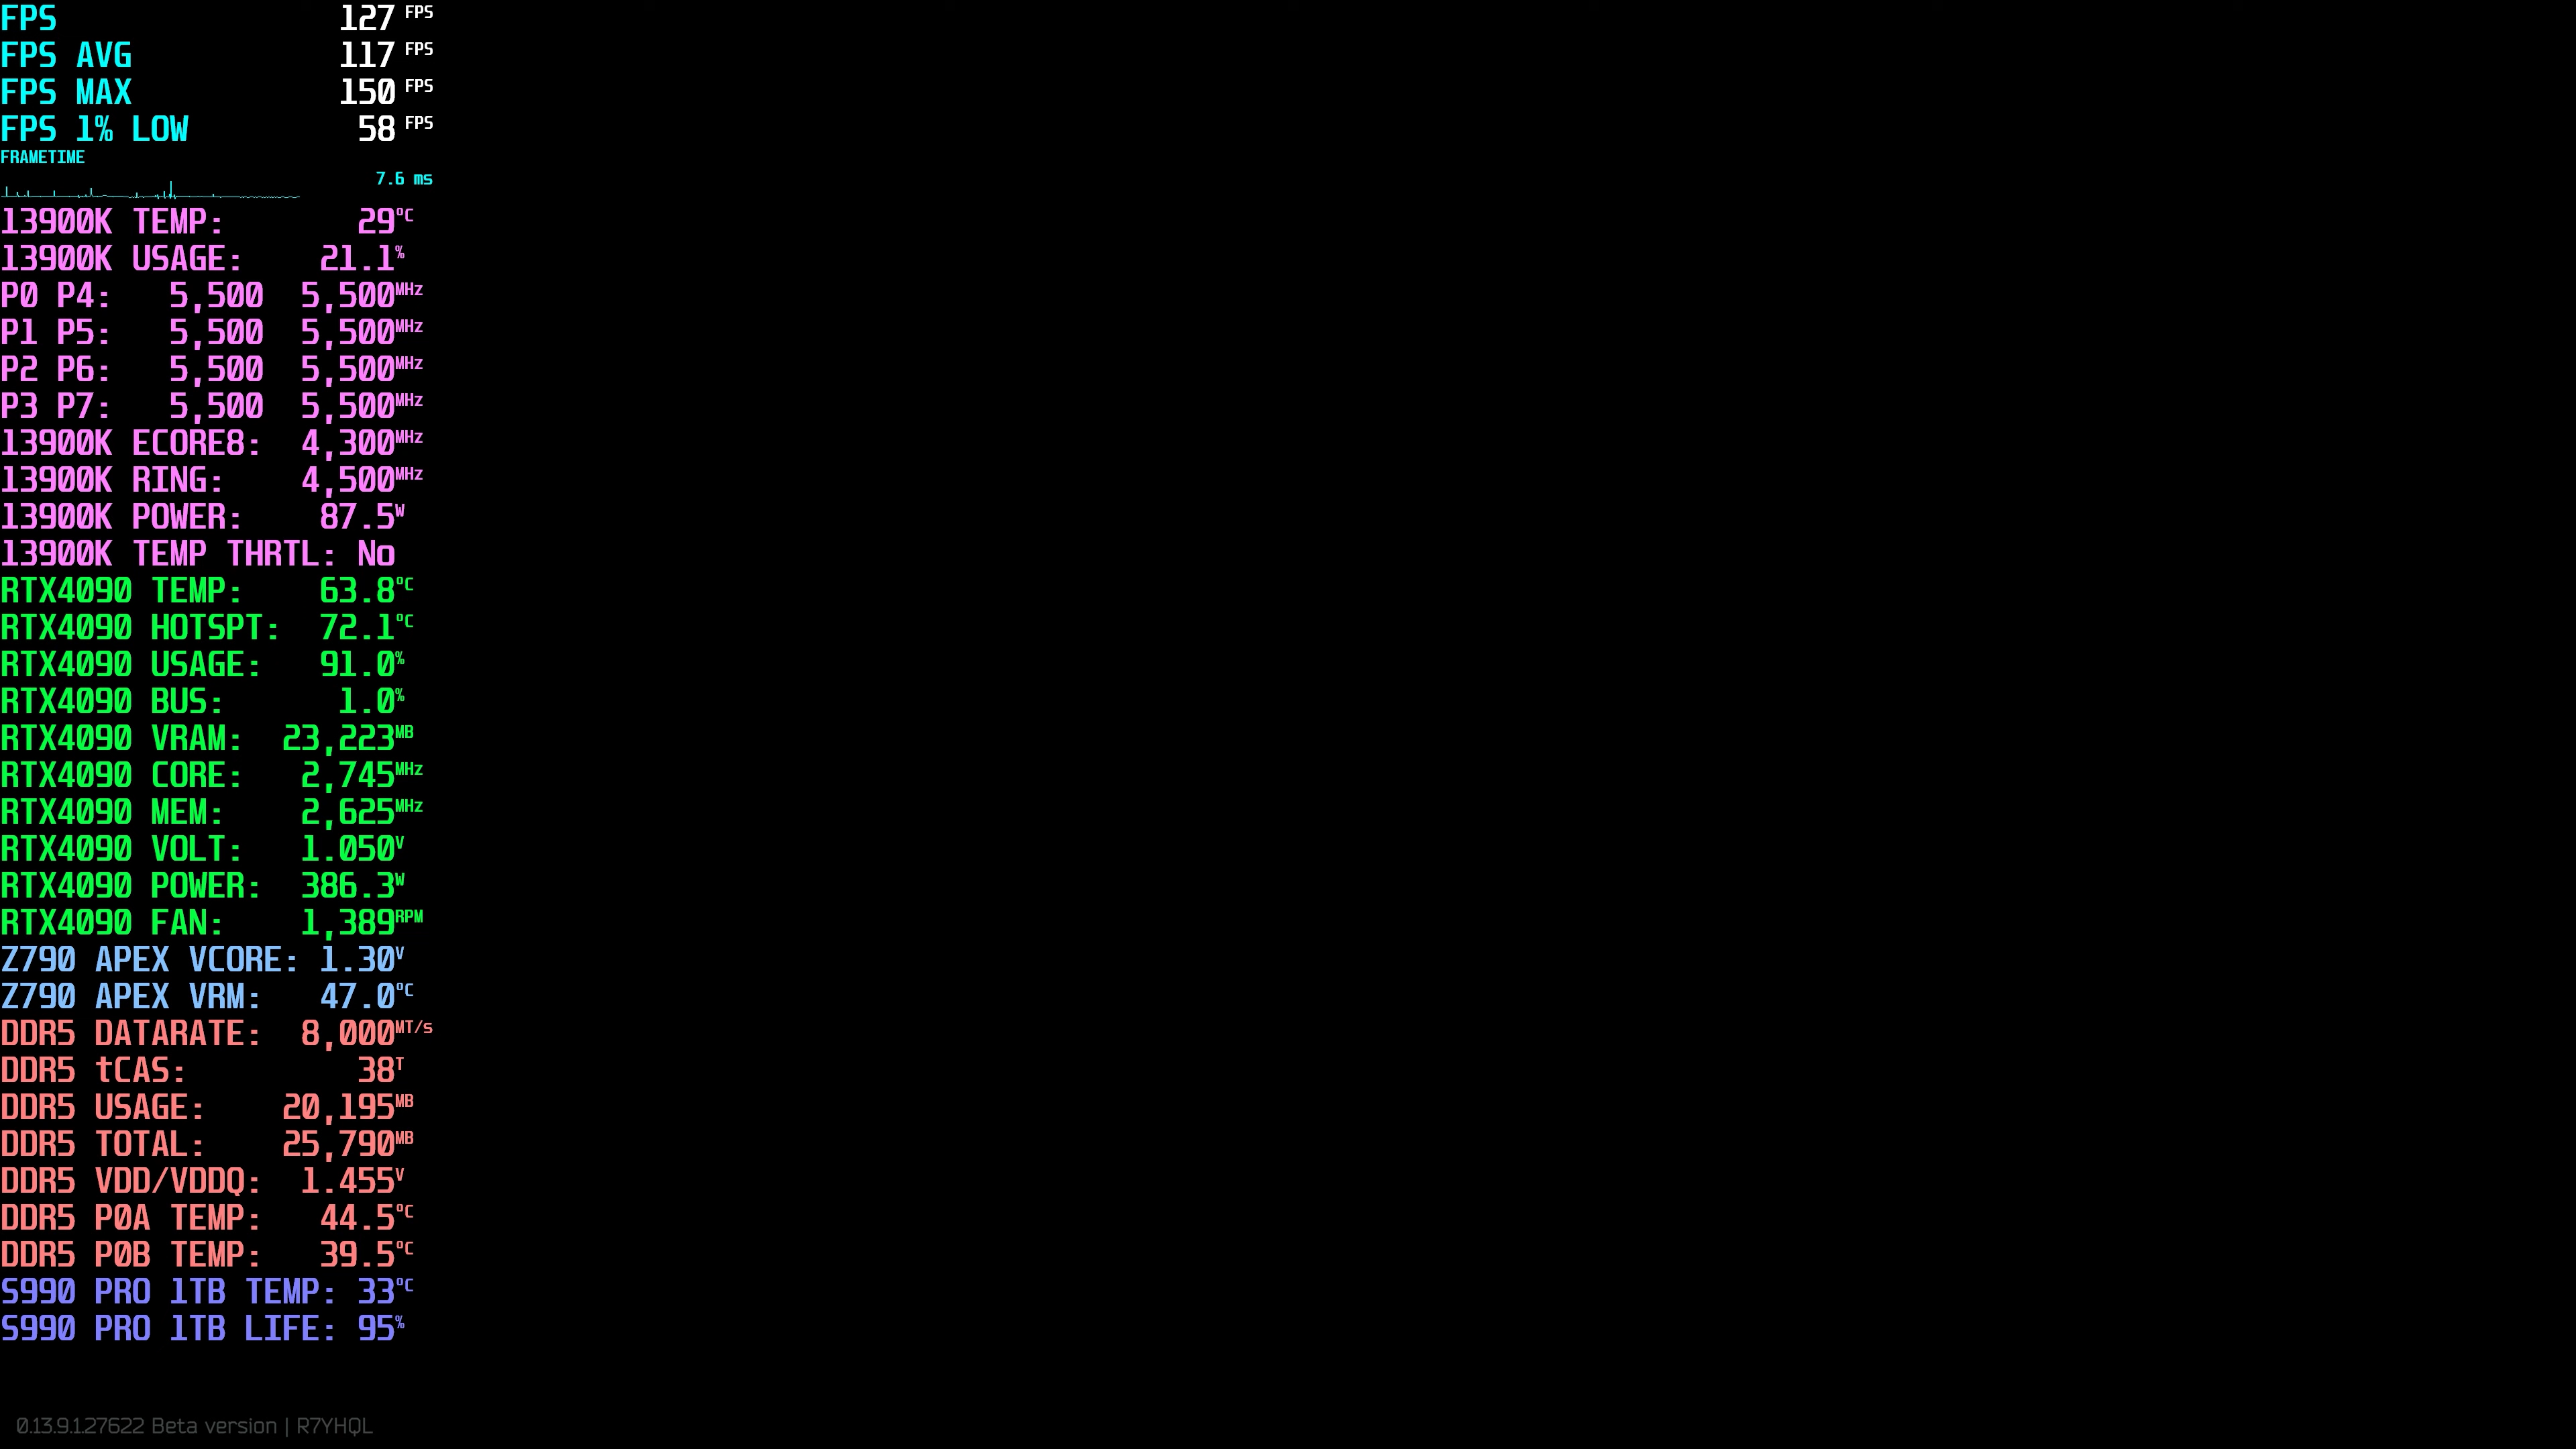 FPS 127 FPS
FPS AVG 117 FPS
FPS MAX 150 FPS
FPS 1% LOW 58 FPS
FRAMETIME
7.6 ms
13900K TEMP: 29°C
13900K USAGE: 21.1%
P0 P4: 5,500 5,500MHz
P1 P5: 5,500 5,500MHz
P2 P6: 5,500 5,500MHz
P3 P7: 5,500 5,500MHz
13900K ECORE8: 4,300MHz
13900K RING: 4,500MHz
13900K POWER: 87.5W
13900K TEMP THRTL: No
RTX4090 TEMP: 63.8°C
RTX4090 HOTSPT: 72.1°C
RTX4090 USAGE: 91.0%
RTX4090 BUS: 1.0%
RTX4090 VRAM: 23,223MB
RTX4090 CORE: 2,745MHz
RTX4090 MEM: 2,625MHz
RTX4090 VOLT: 1.050V
RTX4090 POWER: 386.3W
RTX4090 FAN: 1,389RPM
Z790 APEX VCORE: 1.30V
Z790 APEX VRM: 47.0°C
DDR5 DATARATE: 8,000MT/s
DDR5 tCAS: 38T
DDR5 USAGE: 20,195MB
DDR5 TOTAL: 25,790MB
DDR5 VDD/VDDQ: 1.455V
DDR5 P0A TEMP: 44.5°C
DDR5 P0B TEMP: 39.5°C
S990 PRO 1TB TEMP: 33°C
S990 PRO 1TB LIFE: 95%
0.13.9.1.27622 Beta version | R7YHQL